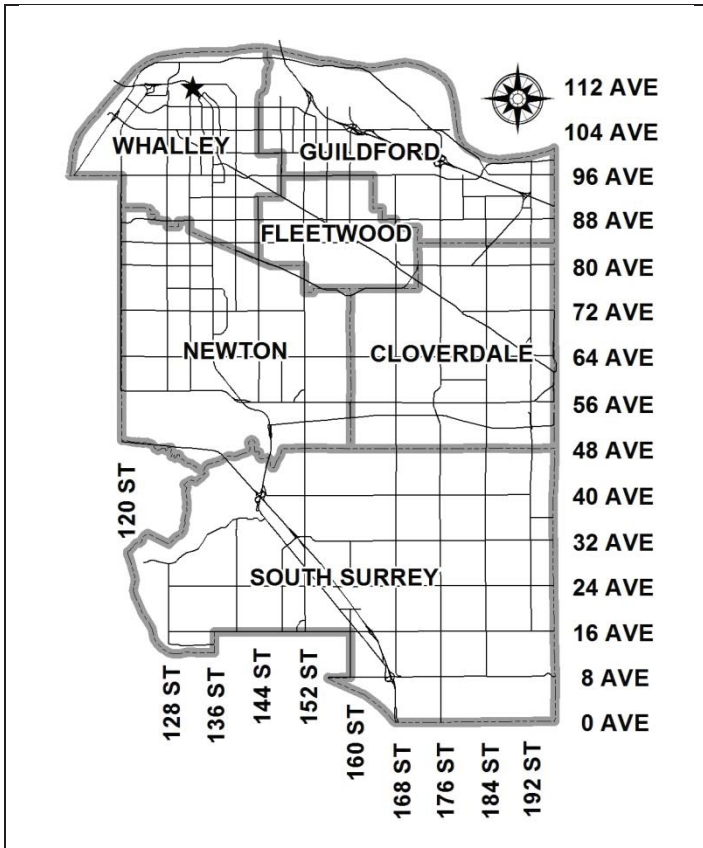 112 AVE
104 AVE
WHALLEY
GUILDFORD
96 AVE
88 AVE
FLEETWOOD
80 AVE
72 AVE
NEWTON
CLOVERDALE
64 AVE
56 AVE
48 AVE
120 ST
40 AVE
32 AVE
SOUTH SURREY
24 AVE
16 AVE
8 AVE
0 AVE
128 ST
136 ST
144 ST
152 ST
160 ST
168 ST
176 ST
184 ST
192 ST